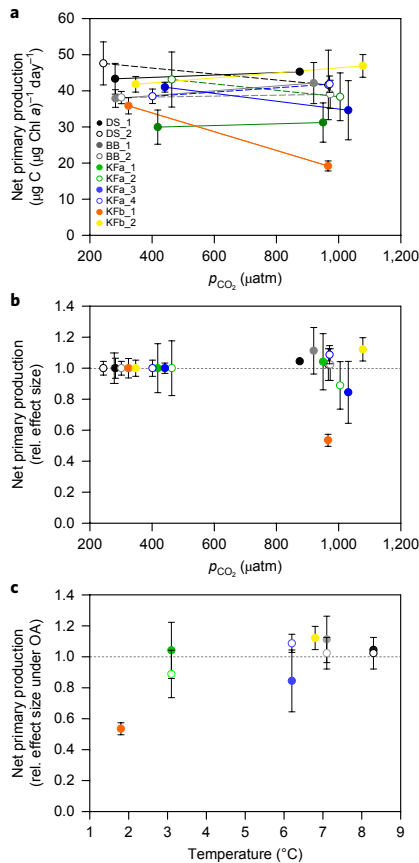 a
Net primary production
(µg C (µg Chl a)⁻¹ day⁻¹)
60
50
40
30
20
10
0
DS_1
DS_2
BB_1
BB_2
KFa_1
KFa_2
KFa_3
KFa_4
KFb_1
KFb_2
200 400 600 800 1,000 1,200
pCO₂ (µatm)
b
Net primary production
(rel. effect size)
1.4
1.2
1.0
0.8
0.6
0.4
0.2
0.0
200 400 600 800 1,000 1,200
pCO₂ (µatm)
c
Net primary production
(rel. effect size under OA)
1.4
1.2
1.0
0.8
0.6
0.4
0.2
0.0
1 2 3 4 5 6 7 8 9
Temperature (°C)